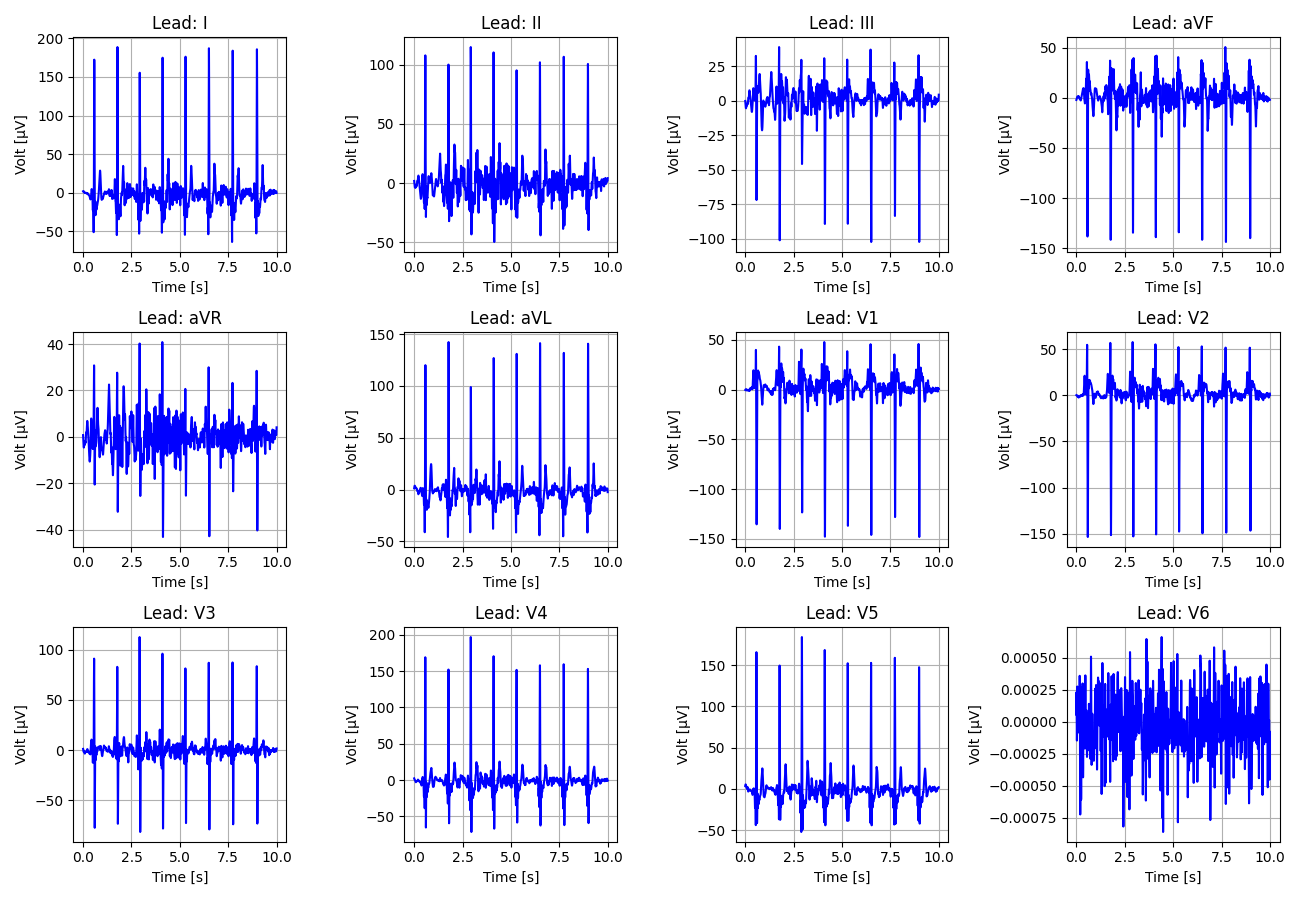 Lead: I
Volt [µV]
200
150
100
50
0
−50
0.0 2.5 5.0 7.5 10.0
Time [s]
Lead: II
Volt [µV]
100
50
0
−50
0.0 2.5 5.0 7.5 10.0
Time [s]
Lead: III
Volt [µV]
25
0
−25
−50
−75
−100
0.0 2.5 5.0 7.5 10.0
Time [s]
Lead: aVF
Volt [µV]
50
0
−50
−100
−150
0.0 2.5 5.0 7.5 10.0
Time [s]
Lead: aVR
Volt [µV]
40
20
0
−20
−40
0.0 2.5 5.0 7.5 10.0
Time [s]
Lead: aVL
Volt [µV]
150
100
50
0
−50
0.0 2.5 5.0 7.5 10.0
Time [s]
Lead: V1
Volt [µV]
50
0
−50
−100
−150
0.0 2.5 5.0 7.5 10.0
Time [s]
Lead: V2
Volt [µV]
50
0
−50
−100
−150
0.0 2.5 5.0 7.5 10.0
Time [s]
Lead: V3
Volt [µV]
100
50
0
−50
0.0 2.5 5.0 7.5 10.0
Time [s]
Lead: V4
Volt [µV]
200
150
100
50
0
−50
0.0 2.5 5.0 7.5 10.0
Time [s]
Lead: V5
Volt [µV]
150
100
50
0
−50
0.0 2.5 5.0 7.5 10.0
Time [s]
Lead: V6
Volt [µV]
0.00050
0.00025
0.00000
−0.00025
−0.00050
−0.00075
0.0 2.5 5.0 7.5 10.0
Time [s]